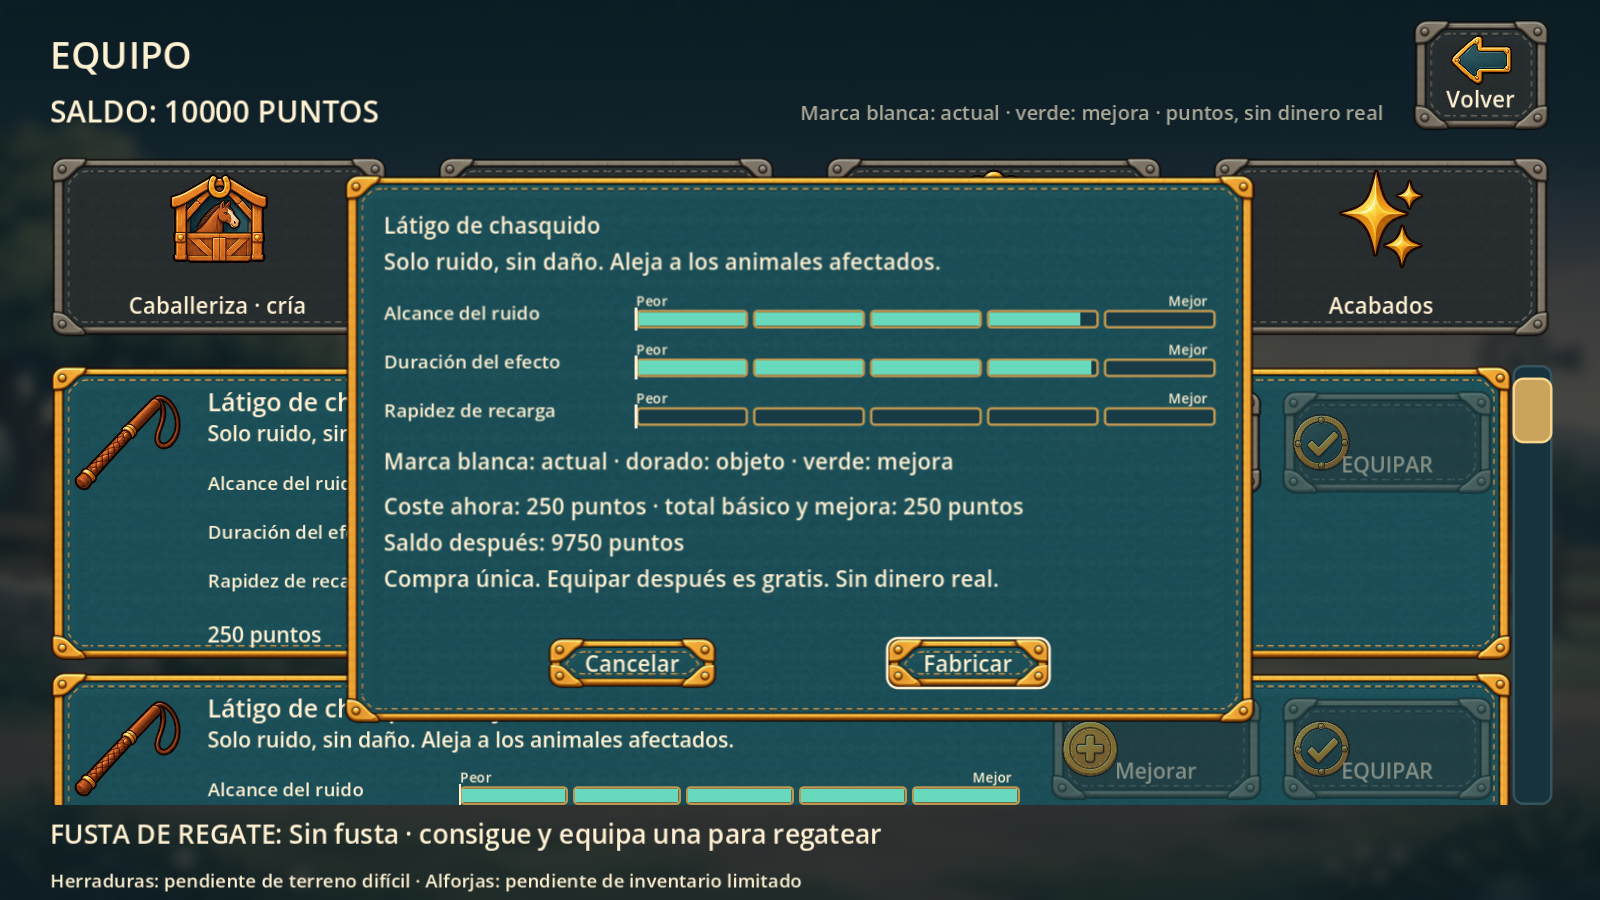 EQUIPO
SALDO: 10000 PUNTOS
Marca blanca: actual · verde: mejora · puntos, sin dinero real
Volver
Caballeriza · cría
Acabados
Látigo de chasquido
Solo ruido, sin daño. Aleja a los animales afectados.
Alcance del ruido
Peor
Mejor
Duración del efecto
Peor
Mejor
Rapidez de recarga
Peor
Mejor
Marca blanca: actual · dorado: objeto · verde: mejora
Coste ahora: 250 puntos · total básico y mejora: 250 puntos
Saldo después: 9750 puntos
Compra única. Equipar después es gratis. Sin dinero real.
Cancelar
Fabricar
Látigo de
Solo ruido,
Alcance del
Duración del
Rapidez de
250 puntos
EQUIPAR
Látigo de
Solo ruido, sin daño. Aleja a los animales afectados.
Alcance del ruido
Peor
Mejor
Mejorar
EQUIPAR
FUSTA DE REGATE: Sin fusta · consigue y equipa una para regatear
Herraduras: pendiente de terreno difícil · Alforjas: pendiente de inventario limitado